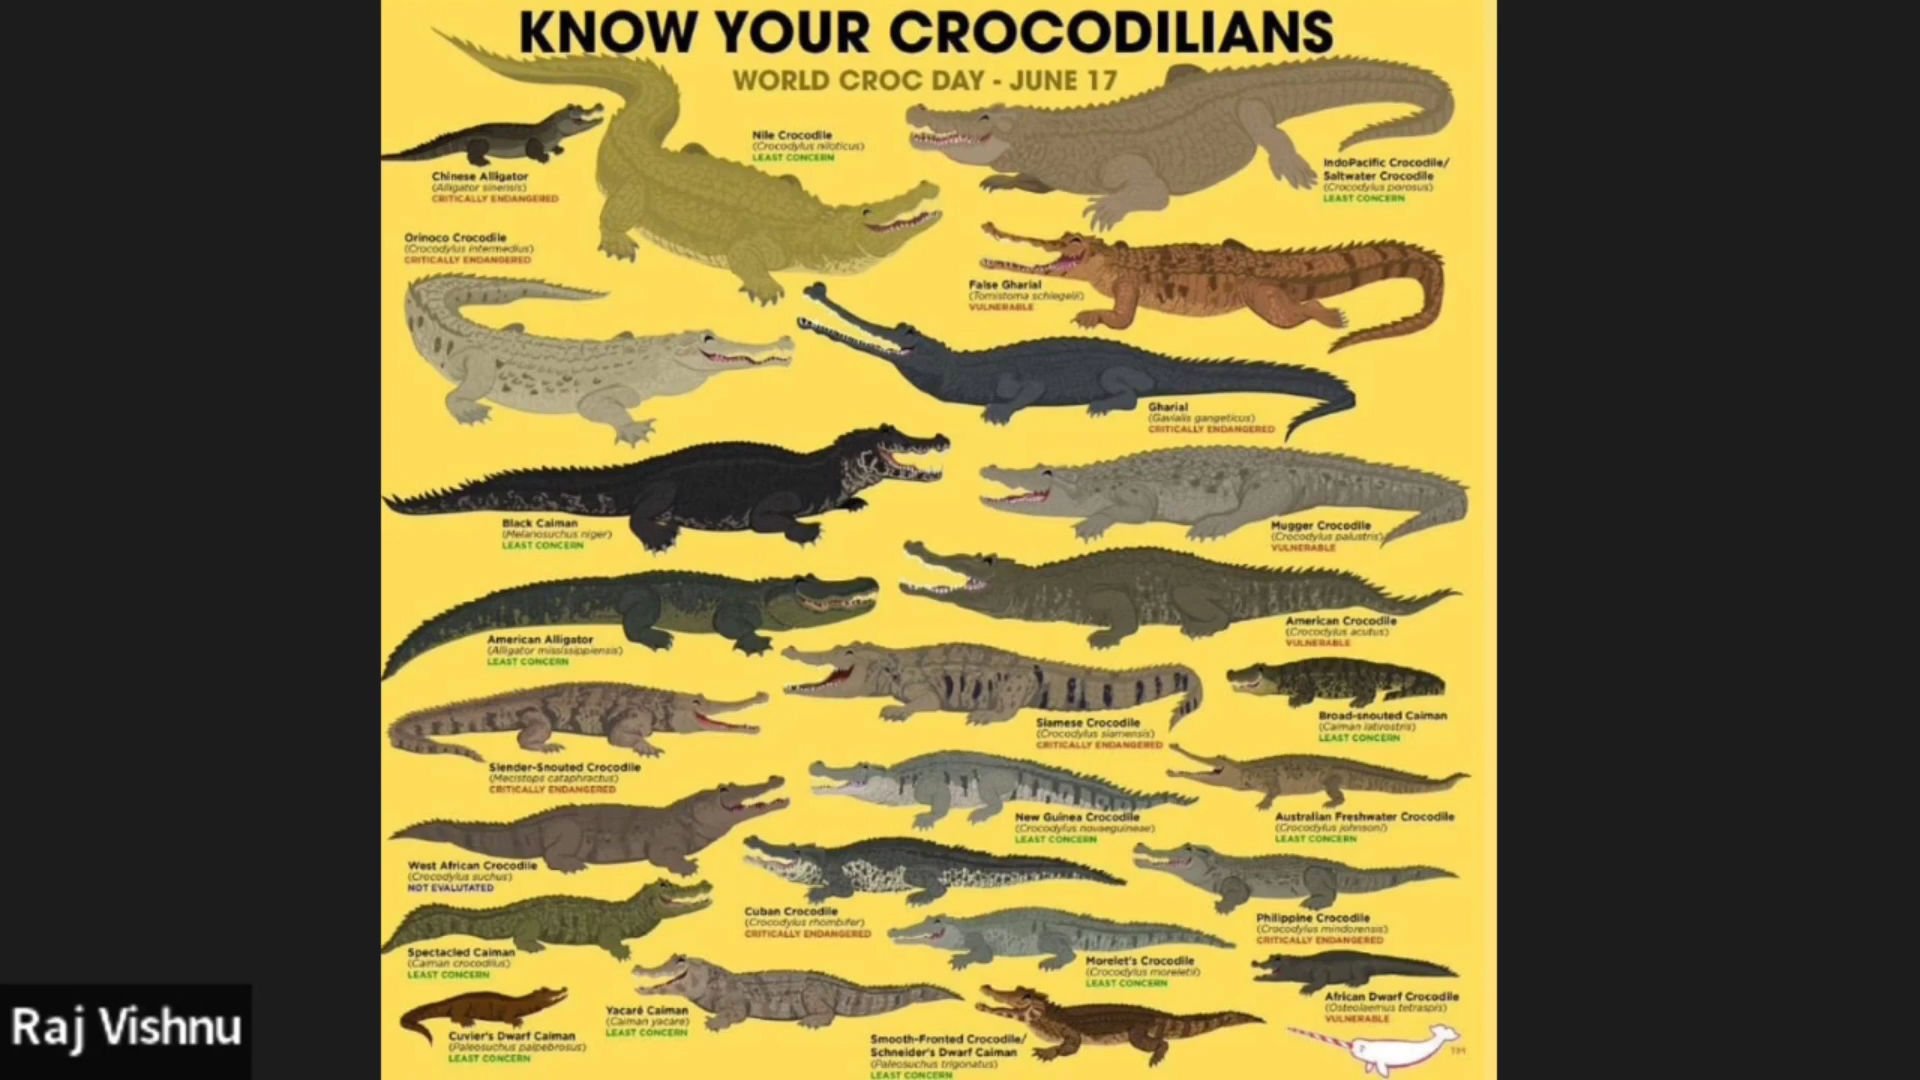 KNOW YOUR CROCODILIANS
WORLD CROC DAY - JUNE 17
Chinese Alligator
(Alligator sinensis)
CRITICALLY ENDANGERED
Nile Crocodile
(Crocodylus niloticus)
LEAST CONCERN
IndoPacific Crocodile/
Saltwater Crocodile
(Crocodylus porosus)
LEAST CONCERN
Orinoco Crocodile
(Crocodylus intermedius)
CRITICALLY ENDANGERED
False Gharial
(Tomistoma schlegelii)
VULNERABLE
Gharial
(Gavialis gangeticus)
CRITICALLY ENDANGERED
Black Caiman
(Melanosuchus niger)
LEAST CONCERN
Mugger Crocodile
(Crocodylus palustris)
VULNERABLE
American Alligator
(Alligator mississippiensis)
LEAST CONCERN
American Crocodile
(Crocodylus acutus)
VULNERABLE
Siamese Crocodile
(Crocodylus siamensis)
CRITICALLY ENDANGERED
Broad-snouted Caiman
(Caiman latirostris)
LEAST CONCERN
Slender-Snouted Crocodile
(Mecistops cataphractus)
CRITICALLY ENDANGERED
New Guinea Crocodile
(Crocodylus novaeguineae)
LEAST CONCERN
Australian Freshwater Crocodile
(Crocodylus johnsoni)
LEAST CONCERN
West African Crocodile
(Crocodylus suchus)
NOT EVALUTATED
Cuban Crocodile
(Crocodylus rhombifer)
CRITICALLY ENDANGERED
Philippine Crocodile
(Crocodylus mindorensis)
CRITICALLY ENDANGERED
Spectacled Caiman
(Caiman crocodilus)
LEAST CONCERN
Morelet's Crocodile
(Crocodylus moreletii)
LEAST CONCERN
African Dwarf Crocodile
(Osteolaemus tetraspis)
VULNERABLE
Yacaré Caiman
(Caiman yacare)
LEAST CONCERN
Cuvier's Dwarf Caiman
(Paleosuchus palpebrosus)
LEAST CONCERN
Smooth-Fronted Crocodile/
Schneider's Dwarf Caiman
(Paleosuchus trigonatus)
LEAST CONCERN
TM
Raj Vishnu